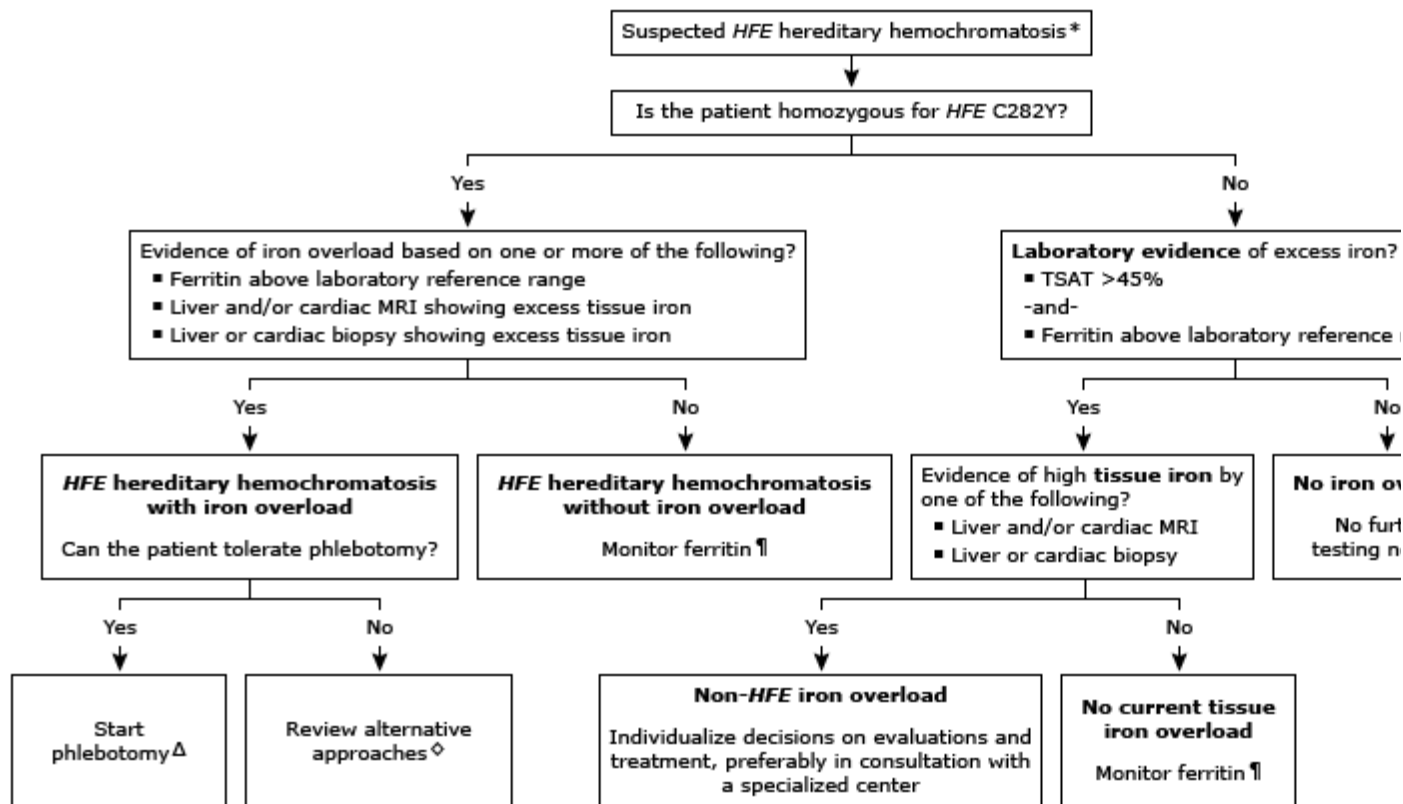 Suspected HFE hereditary hemochromatosis*
Is the patient homozygous for HFE C282Y?
Yes
No
Evidence of iron overload based on one or more of the following?
▪ Ferritin above laboratory reference range
▪ Liver and/or cardiac MRI showing excess tissue iron
▪ Liver or cardiac biopsy showing excess tissue iron
Laboratory evidence of excess iron?
▪ TSAT >45%
-and-
▪ Ferritin above laboratory reference
Yes
No
Yes
No
HFE hereditary hemochromatosis
with iron overload
Can the patient tolerate phlebotomy?
HFE hereditary hemochromatosis
without iron overload
Monitor ferritin¶
Evidence of high tissue iron by
one of the following?
▪ Liver and/or cardiac MRI
▪ Liver or cardiac biopsy
No iron
No
testing
Yes
No
Yes
No
Start
phlebotomyΔ
Review alternative
approaches◇
Non-HFE iron overload
Individualize decisions on evaluations and
treatment, preferably in consultation with
a specialized center
No current tissue
iron overload
Monitor ferritin¶